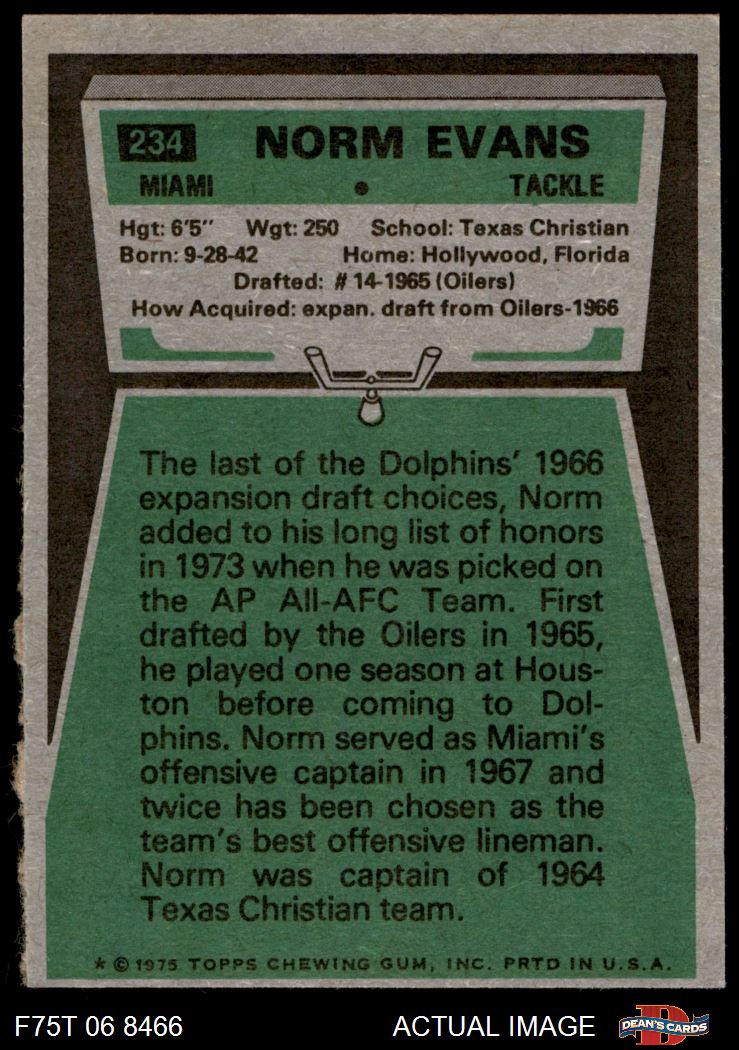 234 NORM EVANS
MIAMI • TACKLE
Hgt: 6'5" Wgt: 250 School: Texas Christian
Born: 9-28-42 Home: Hollywood, Florida
Drafted: #14-1965 (Oilers)
How Acquired: expan. draft from Oilers-1966
The last of the Dolphins' 1966
expansion draft choices, Norm
added to his long list of honors
in 1973 when he was picked on
the AP All-AFC Team. First
drafted by the Oilers in 1965,
he played one season at Hous-
ton before coming to Dol-
phins. Norm served as Miami's
offensive captain in 1967 and
twice has been chosen as the
team's best offensive lineman.
Norm was captain of 1964
Texas Christian team.
* © 1975 TOPPS CHEWING GUM, INC. PRTD IN U.S.A.
F75T 06 8466 ACTUAL IMAGE D DEAN'S CARDS